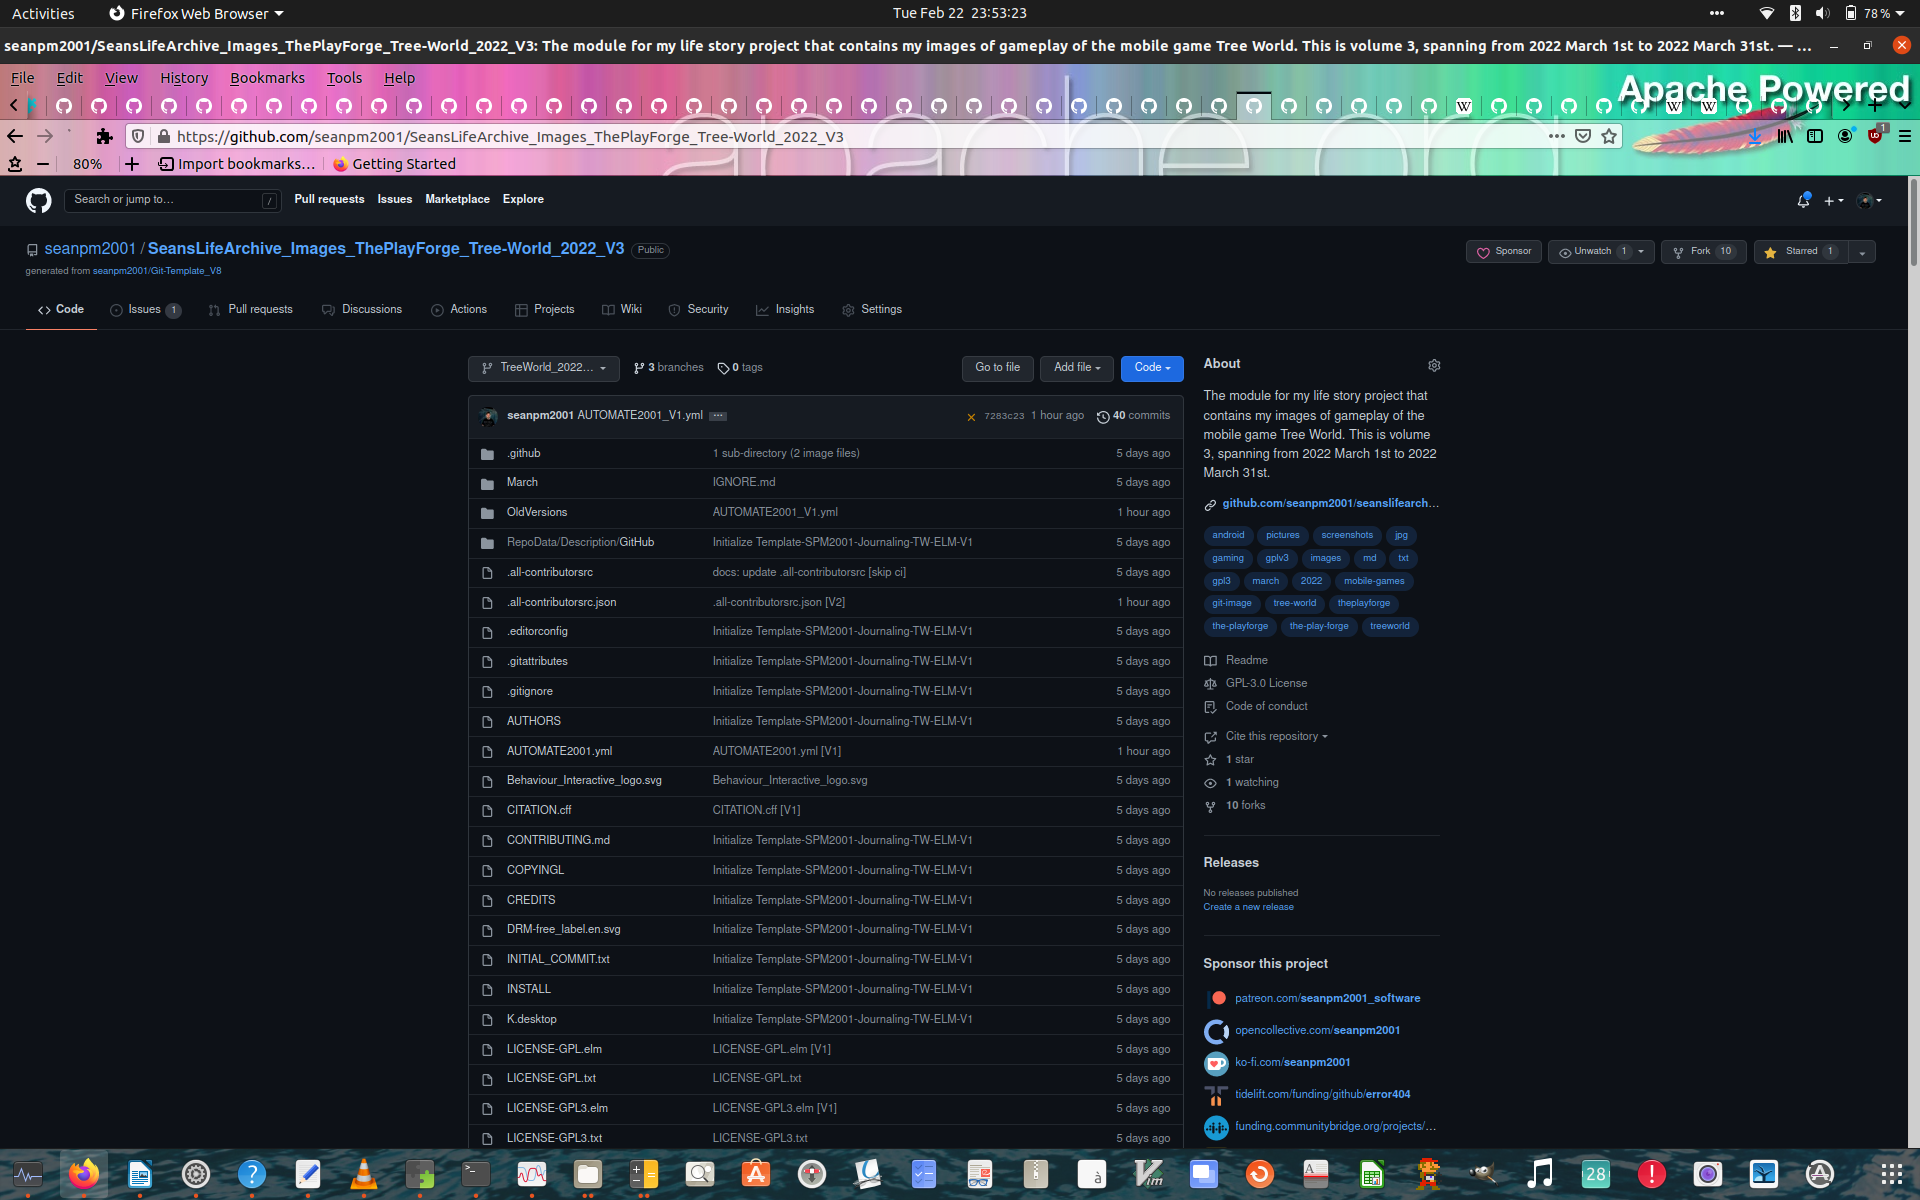 Activities
Firefox Web Browser
Tue Feb 22 23:53:23
78 %
seanpm2001/SeansLifeArchive_Images_ThePlayForge_Tree-World_2022_V3: The module for my life story project that contains my images of gameplay of the mobile game Tree World. This is volume 3, spanning from 2022 March 1st to 2022 March 31st. — ...
File Edit View History Bookmarks Tools Help
Apache Powered
https://github.com/seanpm2001/SeansLifeArchive_Images_ThePlayForge_Tree-World_2022_V3
1
80%
Import bookmarks...
Getting Started
Search or jump to...
/
Pull requests Issues Marketplace Explore
seanpm2001 / SeansLifeArchive_Images_ThePlayForge_Tree-World_2022_V3 Public
Sponsor
Unwatch 1
Fork 10
Starred 1
generated from seanpm2001/Git-Template_V8
Code
Issues 1
Pull requests
Discussions
Actions
Projects
Wiki
Security
Insights
Settings
TreeWorld_2022...
3 branches
0 tags
Go to file
Add file
Code
seanpm2001 AUTOMATE2001_V1.yml ...
7283c23 1 hour ago
40 commits
.github 1 sub-directory (2 image files) 5 days ago
March IGNORE.md 5 days ago
OldVersions AUTOMATE2001_V1.yml 1 hour ago
RepoData/Description/GitHub Initialize Template-SPM2001-Journaling-TW-ELM-V1 5 days ago
.all-contributorsrc docs: update .all-contributorsrc [skip ci] 5 days ago
.all-contributorsrc.json .all-contributorsrc.json [V2] 1 hour ago
.editorconfig Initialize Template-SPM2001-Journaling-TW-ELM-V1 5 days ago
.gitattributes Initialize Template-SPM2001-Journaling-TW-ELM-V1 5 days ago
.gitignore Initialize Template-SPM2001-Journaling-TW-ELM-V1 5 days ago
AUTHORS Initialize Template-SPM2001-Journaling-TW-ELM-V1 5 days ago
AUTOMATE2001.yml AUTOMATE2001.yml [V1] 1 hour ago
Behaviour_Interactive_logo.svg Behaviour_Interactive_logo.svg 5 days ago
CITATION.cff CITATION.cff [V1] 5 days ago
CONTRIBUTING.md Initialize Template-SPM2001-Journaling-TW-ELM-V1 5 days ago
COPYINGL Initialize Template-SPM2001-Journaling-TW-ELM-V1 5 days ago
CREDITS Initialize Template-SPM2001-Journaling-TW-ELM-V1 5 days ago
DRM-free_label.en.svg Initialize Template-SPM2001-Journaling-TW-ELM-V1 5 days ago
INITIAL_COMMIT.txt Initialize Template-SPM2001-Journaling-TW-ELM-V1 5 days ago
INSTALL Initialize Template-SPM2001-Journaling-TW-ELM-V1 5 days ago
K.desktop Initialize Template-SPM2001-Journaling-TW-ELM-V1 5 days ago
LICENSE-GPL.elm LICENSE-GPL.elm [V1] 5 days ago
LICENSE-GPL.txt LICENSE-GPL.txt 5 days ago
LICENSE-GPL3.elm LICENSE-GPL3.elm [V1] 5 days ago
LICENSE-GPL3.txt LICENSE-GPL3.txt 5 days ago
About
The module for my life story project that
contains my images of gameplay of the
mobile game Tree World. This is volume
3, spanning from 2022 March 1st to 2022
March 31st.
github.com/seanpm2001/seanslifearch...
android pictures screenshots jpg
gaming gplv3 images md txt
gpl3 march 2022 mobile-games
git-image tree-world theplayforge
the-playforge the-play-forge treeworld
Readme
GPL-3.0 License
Code of conduct
Cite this repository
1 star
1 watching
10 forks
Releases
No releases published
Create a new release
Sponsor this project
patreon.com/seanpm2001_software
opencollective.com/seanpm2001
ko-fi.com/seanpm2001
tidelift.com/funding/github/error404
funding.communitybridge.org/projects/...
28